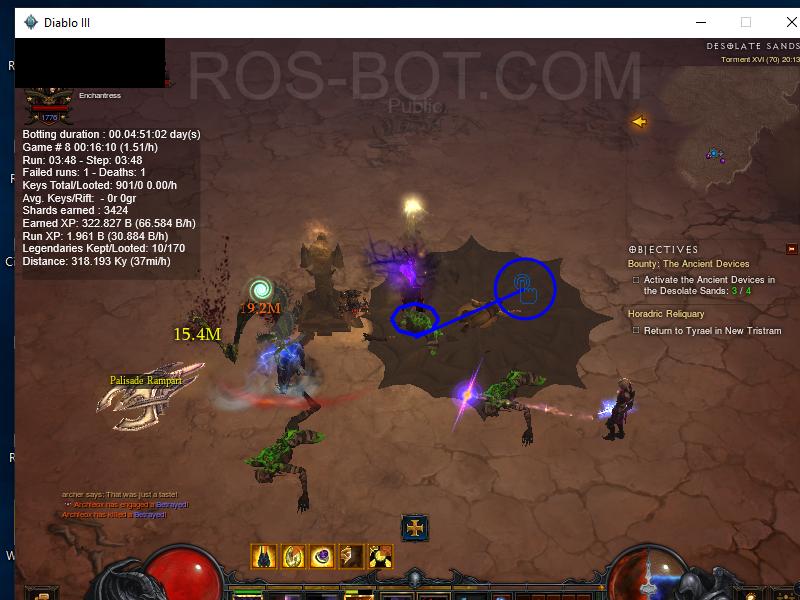 Diablo III
ROS-BOT.COM
Public
DESOLATE SANDS
Torment XVI (70) 20:13
Enchantress
1776
Botting duration : 00.04:51:02 day(s)
Game # 8 00:16:10 (1.51/h)
Run: 03:48 - Step: 03:48
Failed runs: 1 - Deaths: 1
Keys Total/Looted: 901/0 0.00/h
Avg. Keys/Rift: - 0r 0gr
Shards earned : 3424
Earned XP: 322.827 B (66.584 B/h)
Run XP: 1.961 B (30.884 B/h)
Legendaries Kept/Looted: 10/170
Distance: 318.193 Ky (37mi/h)
OBJECTIVES
Bounty: The Ancient Devices
Activate the Ancient Devices in
the Desolate Sands: 3 / 4
Horadric Reliquary
Return to Tyrael in New Tristram
19.2M
15.4M
Palisade Rampart
archer says: That was just a taste!
Archleox has engaged a Betrayed!
Archleox has killed a Betrayed!